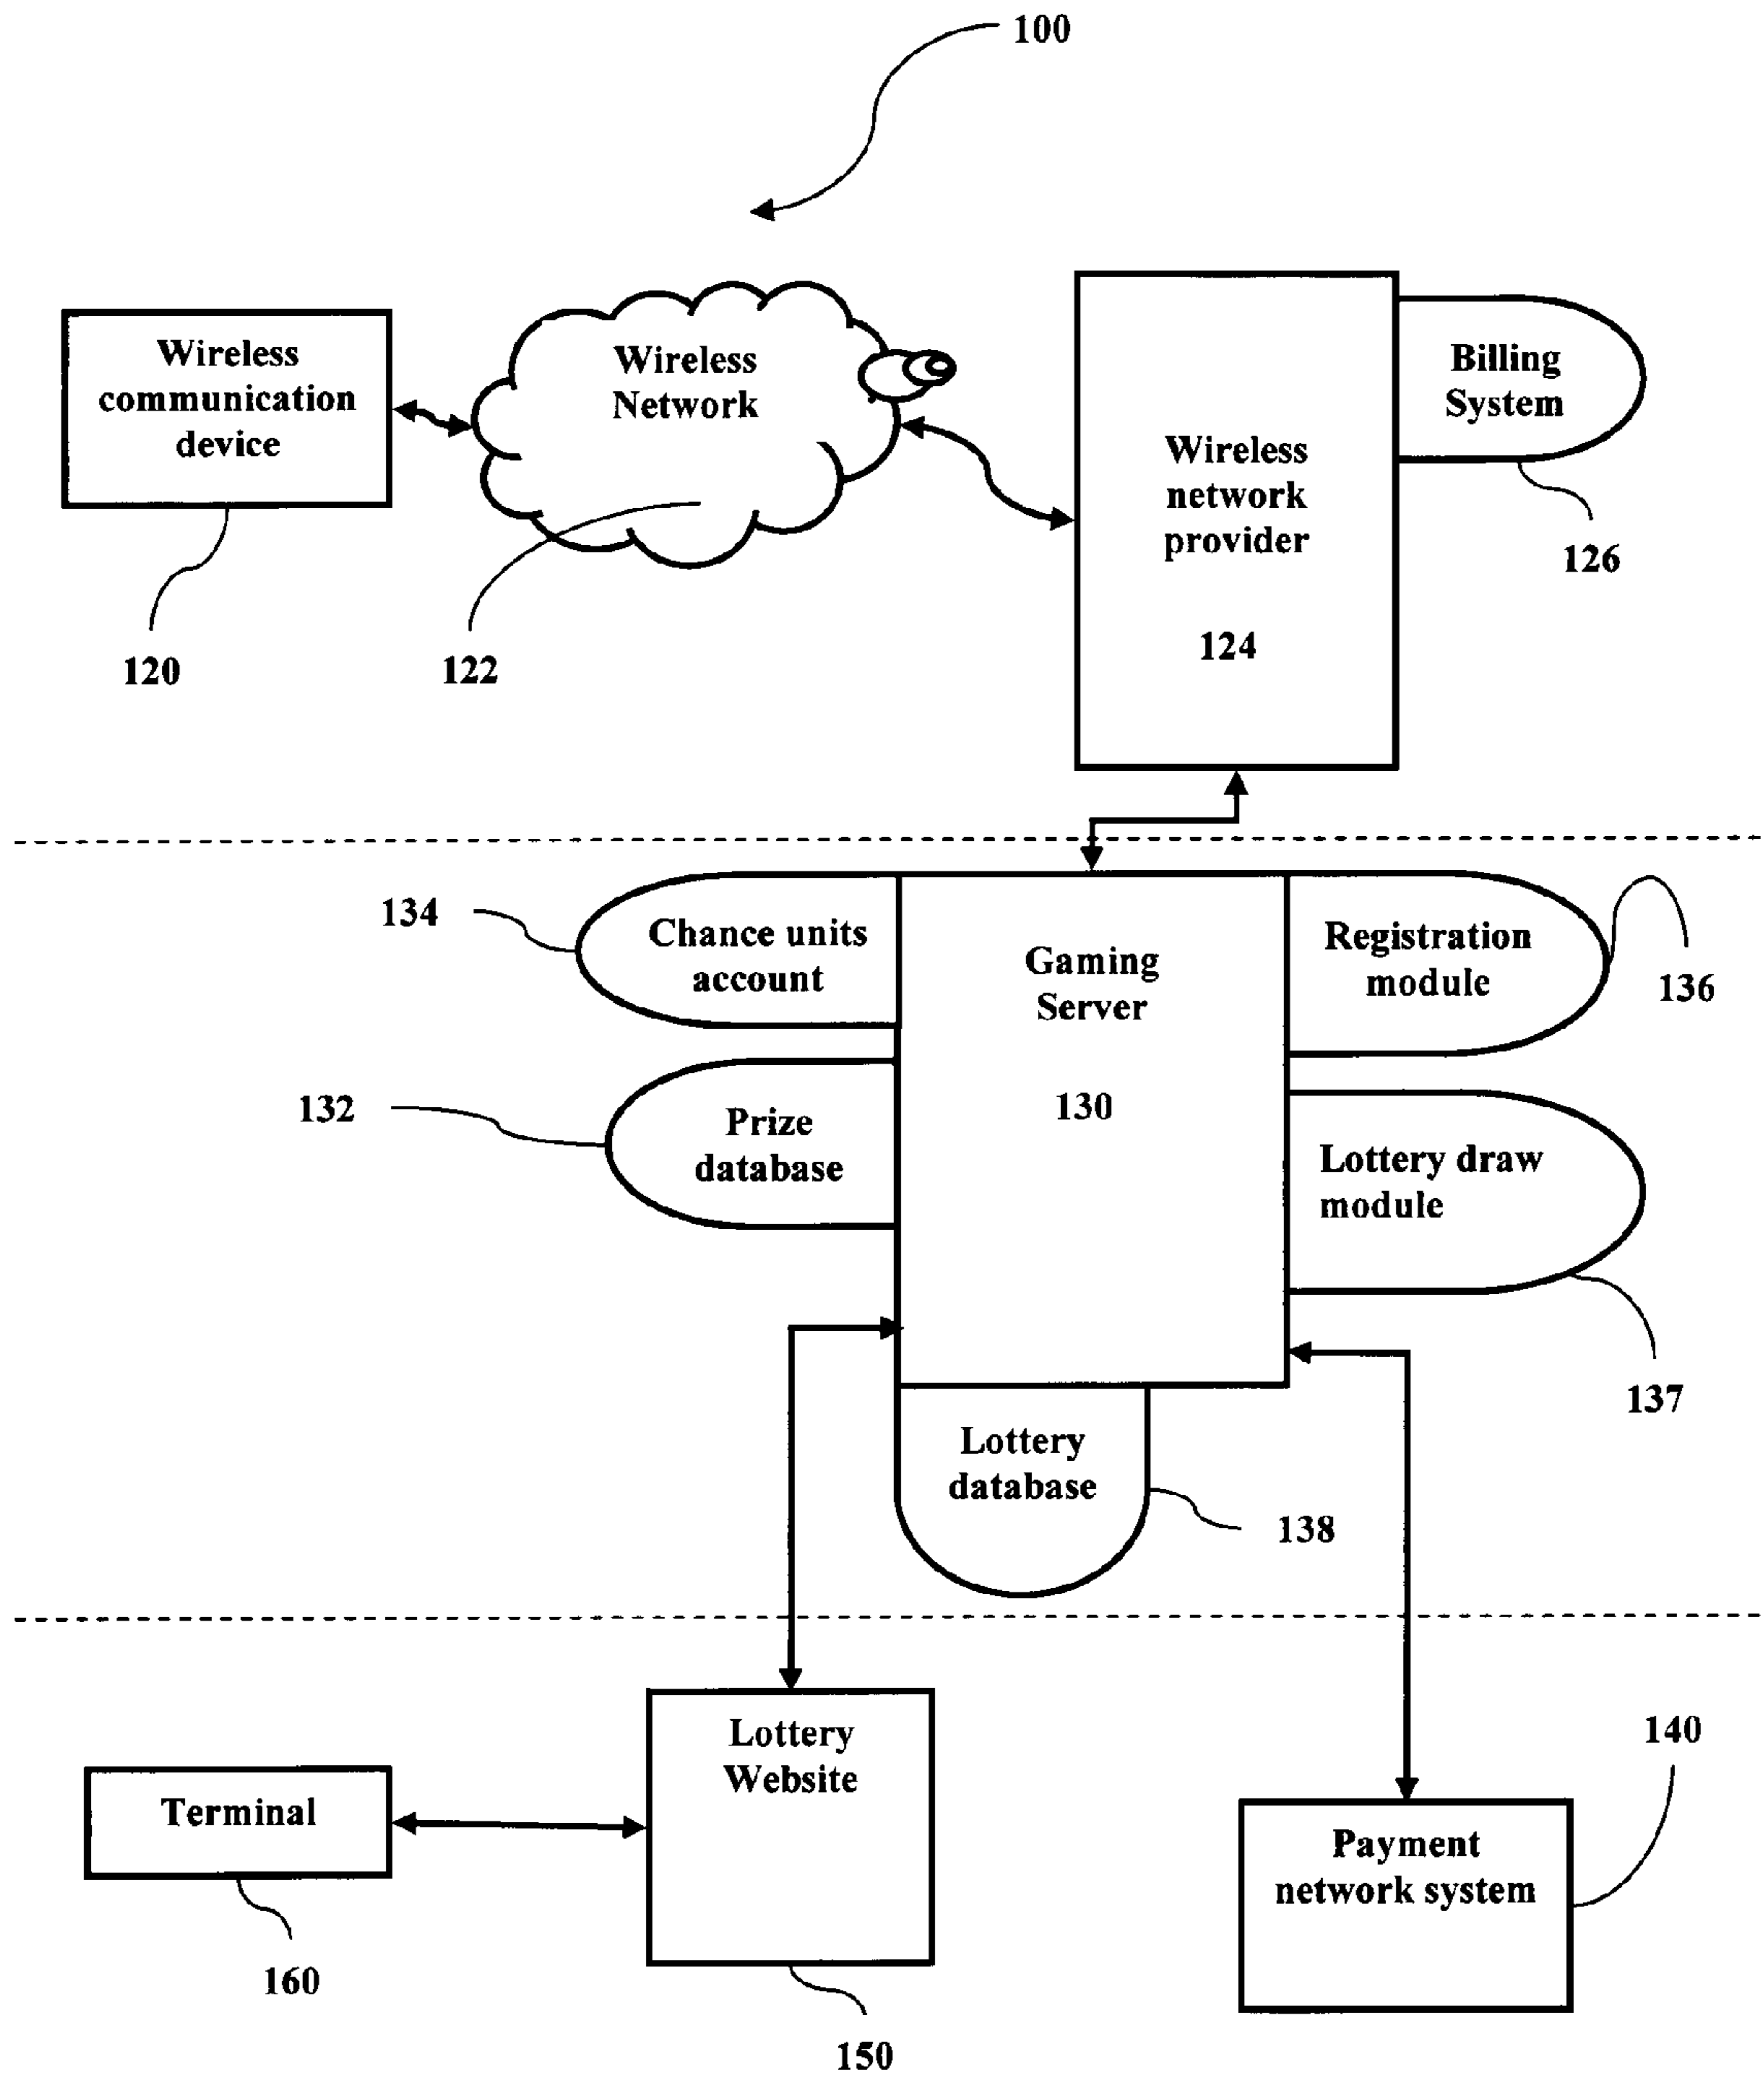 100
Wireless
communication
device
120
Wireless
Network
122
Wireless
network
provider
124
Billing
System
126
134
Chance units
account
Gaming
Server
130
Registration
module
136
132
Prize
database
Lottery draw
module
137
Lottery
database
138
Lottery
Website
150
Terminal
160
140
Payment
network system